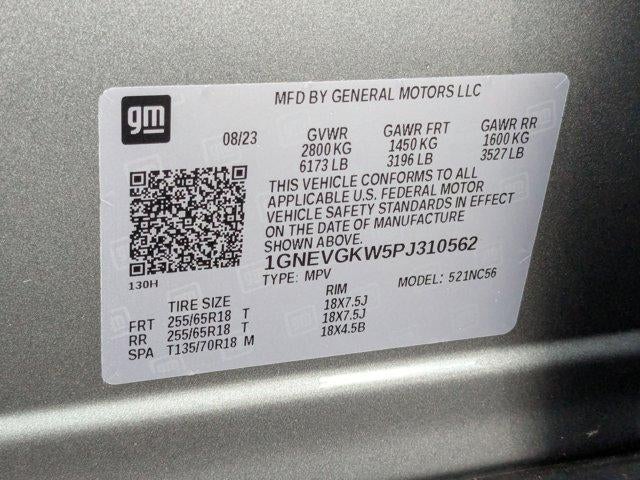 gm
MFD BY GENERAL MOTORS LLC
08/23 GVWR GAWR FRT GAWR RR
2800 KG 1450 KG 1600 KG
6173 LB 3196 LB 3527 LB
THIS VEHICLE CONFORMS TO ALL
APPLICABLE U.S. FEDERAL MOTOR
VEHICLE SAFETY STANDARDS IN EFFECT
ON THE DATE OF MANUFACTURE
SHOWN ABOVE.
1GNEVGKW5PJ310562
130H
TYPE: MPV MODEL: 521NC56
TIRE SIZE RIM
FRT 255/65R18 T 18X7.5J
RR 255/65R18 T 18X7.5J
SPA T135/70R18 M 18X4.5B